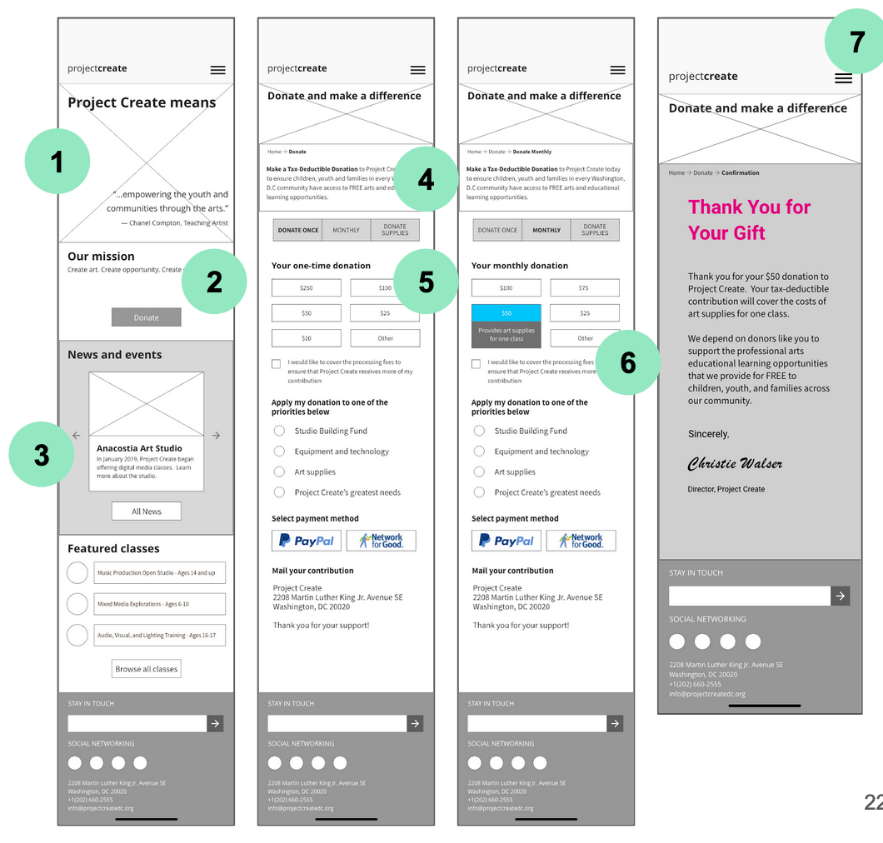 7
projectcreate
Project Create means
1
"...empowering the youth and
communities through the arts."
— Chanel Compton, Teaching Artist
Our mission
Create art. Create opportunity. Create
2
Donate
News and events
3
Anacostia Art Studio
In January 2019, Project Create began
offering digital media classes. Learn
more about the studio.
All News
Featured classes
Music Production Open Studio - Ages 14 and up
Mixed Media Explorations - Ages 6-10
Audio, Visual, and Lighting Training - Ages 16-17
Browse all classes
STAY IN TOUCH
SOCIAL NETWORKING
2208 Martin Luther King Jr. Avenue SE
Washington, DC 20020
+1(202) 660-2555
info@projectcreatedc.org
projectcreate
Donate and make a difference
Home -> Donate
Make a Tax-Deductible Donation to Project
to ensure children, youth and families in every
D.C community have access to FREE arts and
learning opportunities.
4
DONATE ONCE
MONTHLY
DONATE
SUPPLIES
Your one-time donation
5
$250
$100
$50
$25
$10
Other
I would like to cover the processing fees to
ensure that Project Create receives more of my
contribution
Apply my donation to one of the
priorities below
Studio Building Fund
Equipment and technology
Art supplies
Project Create's greatest needs
Select payment method
PayPal
Network
for Good.
Mail your contribution
Project Create
2208 Martin Luther King Jr. Avenue SE
Washington, DC 20020
Thank you for your support!
STAY IN TOUCH
SOCIAL NETWORKING
2208 Martin Luther King Jr. Avenue SE
Washington, DC 20020
+1(202) 660-2555
info@projectcreatedc.org
projectcreate
Donate and make a difference
Home -> Donate -> Donate Monthly
Make a Tax-Deductible Donation to Project Create today
to ensure children, youth and families in every Washington,
D.C community have access to FREE arts and educational
learning opportunities.
DONATE ONCE
MONTHLY
DONATE
SUPPLIES
Your monthly donation
$100
$75
$50
$25
Provides art supplies
for one class
Other
6
I would like to cover the processing fees
ensure that Project Create receives more
contribution
Apply my donation to one of the
priorities below
Studio Building Fund
Equipment and technology
Art supplies
Project Create's greatest needs
Select payment method
PayPal
Network
for Good.
Mail your contribution
Project Create
2208 Martin Luther King Jr. Avenue SE
Washington, DC 20020
Thank you for your support!
STAY IN TOUCH
SOCIAL NETWORKING
2208 Martin Luther King Jr. Avenue SE
Washington, DC 20020
+1(202) 660-2555
info@projectcreatedc.org
projectcreate
Donate and make a difference
Home -> Donate -> Confirmation
Thank You for
Your Gift
Thank you for your $50 donation to
Project Create. Your tax-deductible
contribution will cover the costs of
art supplies for one class.
We depend on donors like you to
support the professional arts
educational learning opportunities
that we provide for FREE to
children, youth, and families across
our community.
Sincerely,
Christie Walser
Director, Project Create
STAY IN TOUCH
SOCIAL NETWORKING
2208 Martin Luther King Jr. Avenue SE
Washington, DC 20020
+1(202) 660-2555
info@projectcreatedc.org
22